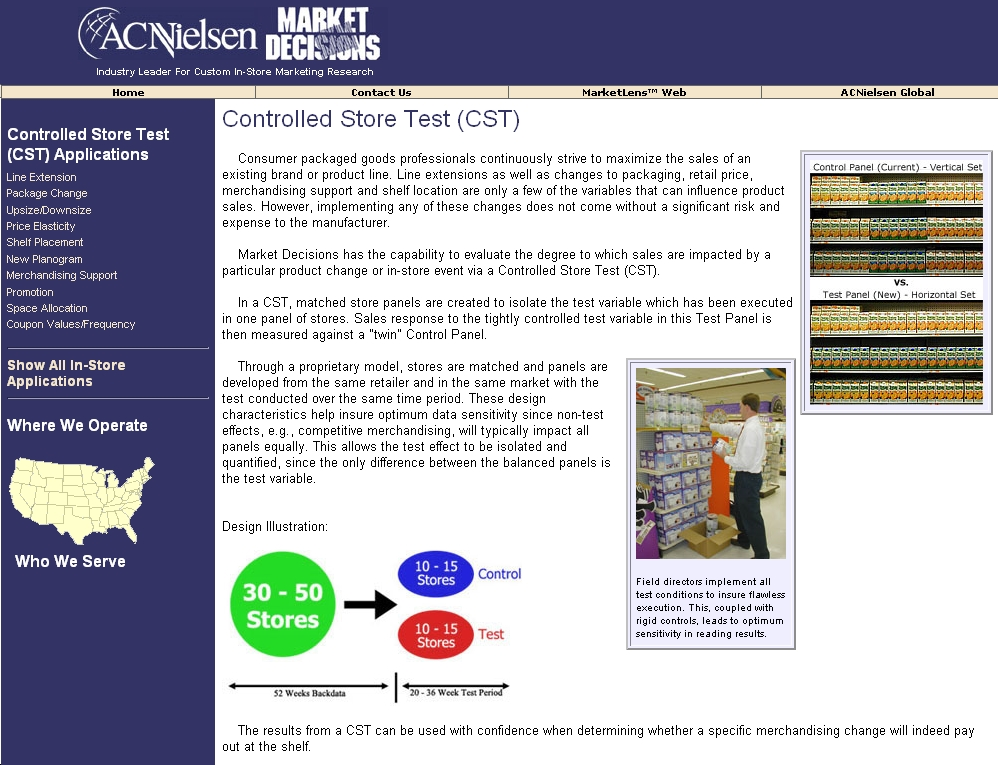 ACNielsen MARKET
DECISIONS
Industry Leader For Custom In-Store Marketing Research
Home Contact Us MarketLens™ Web ACNielsen Global
Controlled Store Test
(CST) Applications
Line Extension
Package Change
Upsize/Downsize
Price Elasticity
Shelf Placement
New Planogram
Merchandising Support
Promotion
Space Allocation
Coupon Values/Frequency
Show All In-Store
Applications
Where We Operate
Who We Serve
Controlled Store Test (CST)
Consumer packaged goods professionals continuously strive to maximize the sales of an
existing brand or product line. Line extensions as well as changes to packaging, retail price,
merchandising support and shelf location are only a few of the variables that can influence product
sales. However, implementing any of these changes does not come without a significant risk and
expense to the manufacturer.
Market Decisions has the capability to evaluate the degree to which sales are impacted by a
particular product change or in-store event via a Controlled Store Test (CST).
In a CST, matched store panels are created to isolate the test variable which has been executed
in one panel of stores. Sales response to the tightly controlled test variable in this Test Panel is
then measured against a "twin" Control Panel.
Through a proprietary model, stores are matched and panels are
developed from the same retailer and in the same market with the
test conducted over the same time period. These design
characteristics help insure optimum data sensitivity since non-test
effects, e.g., competitive merchandising, will typically impact all
panels equally. This allows the test effect to be isolated and
quantified, since the only difference between the balanced panels is
the test variable.
Control Panel (Current) - Vertical Set
vs.
Test Panel (New) - Horizontal Set
Field directors implement all
test conditions to insure flawless
execution. This, coupled with
rigid controls, leads to optimum
sensitivity in reading results.
Design Illustration:
30 - 50
Stores
10 - 15
Stores
Control
10 - 15
Stores
Test
52 Weeks Backdata
20 - 36 Week Test Period
The results from a CST can be used with confidence when determining whether a specific merchandising change will indeed pay
out at the shelf.